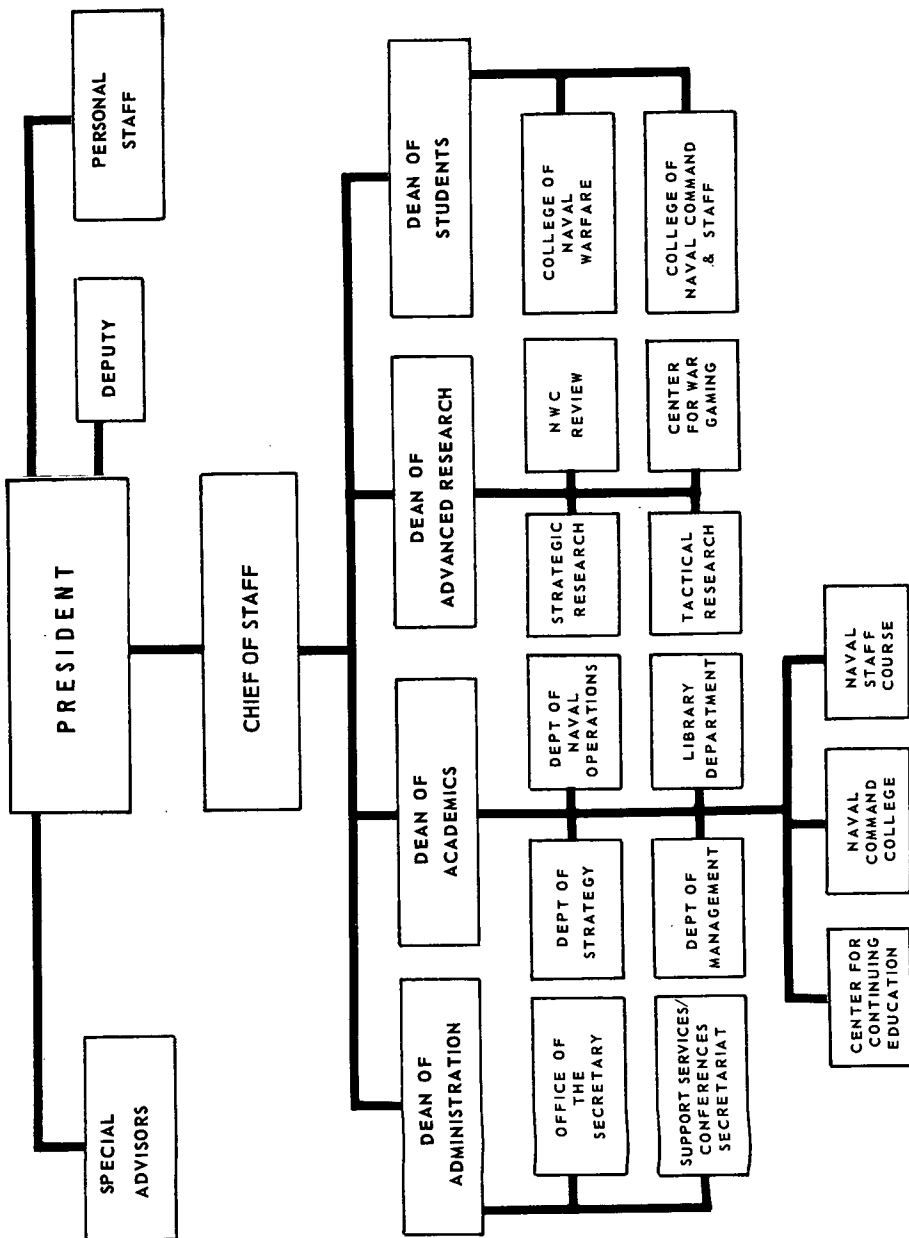 PRESIDENT
SPECIAL
ADVISORS
DEPUTY
PERSONAL
STAFF
CHIEF OF STAFF
DEAN OF
ADMINISTRATION
DEAN OF
ACADEMICS
DEAN OF
ADVANCED RESEARCH
DEAN OF
STUDENTS
OFFICE OF
THE
SECRETARY
SUPPORT SERVICES/
CONFERENCES
SECRETARIAT
DEPT OF
STRATEGY
DEPT OF
NAVAL
OPERATIONS
DEPT OF
MANAGEMENT
LIBRARY
DEPARTMENT
CENTER FOR
CONTINUING
EDUCATION
NAVAL
COMMAND
COLLEGE
NAVAL
STAFF
COURSE
STRATEGIC
RESEARCH
NWC
REVIEW
TACTICAL
RESEARCH
CENTER
FOR WAR
GAMING
COLLEGE OF
NAVAL
WARFARE
COLLEGE OF
NAVAL COMMAND
& STAFF